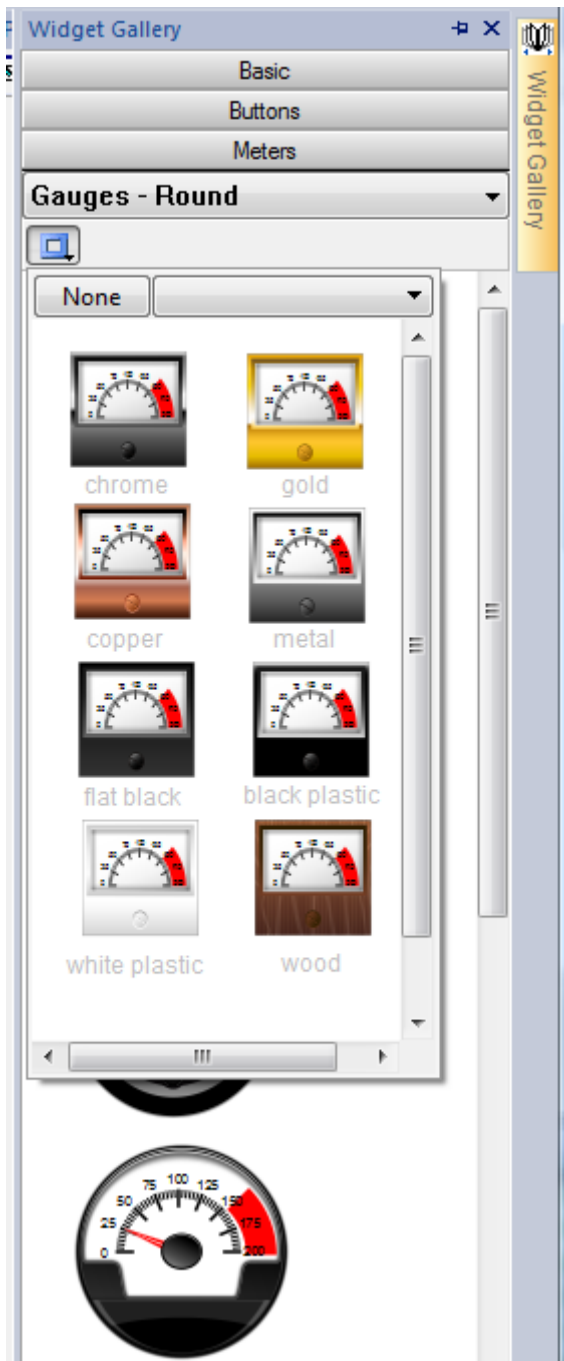 Widget Gallery
Basic
Buttons
Meters
Gauges - Round
Widget Gallery
None
chrome gold
copper metal
flat black black plastic
white plastic wood
0 25 50 75 100 125 150 175 200